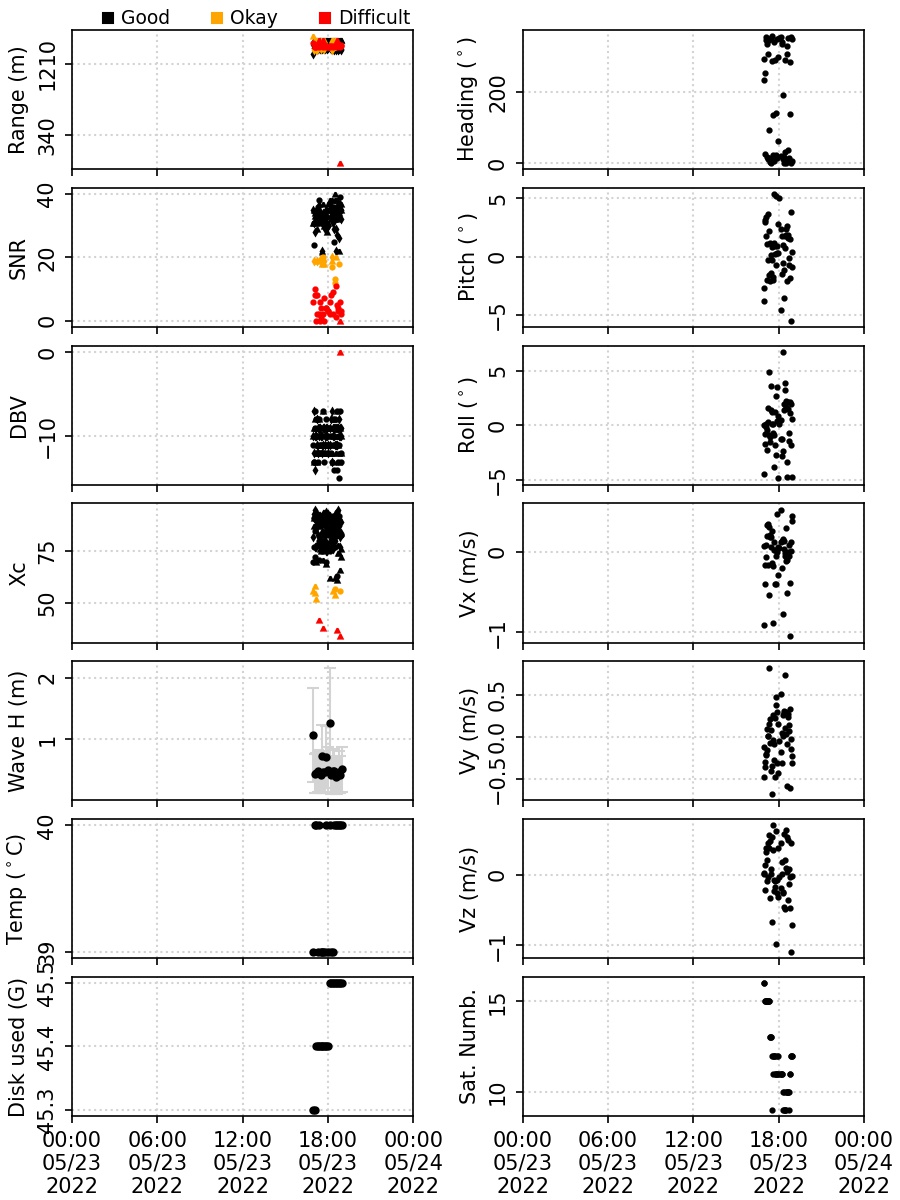 Good Okay Difficult
Range (m)
1210
340
Heading (°)
200
0
SNR
40
20
0
Pitch (°)
5
0
−5
DBV
0
−10
Roll (°)
5
0
−5
Xc
75
50
Vx (m/s)
0
−1
Wave H (m)
2
1
Vy (m/s)
0.5
0.0
−0.5
Temp (°C)
40
39
Vz (m/s)
0
−1
Disk used (G)
45.5
45.4
45.3
Sat. Numb.
15
10
00:00 06:00 12:00 18:00 00:00
05/23 05/23 05/23 05/23 05/24
2022 2022 2022 2022 2022
00:00 06:00 12:00 18:00 00:00
05/23 05/23 05/23 05/23 05/24
2022 2022 2022 2022 2022